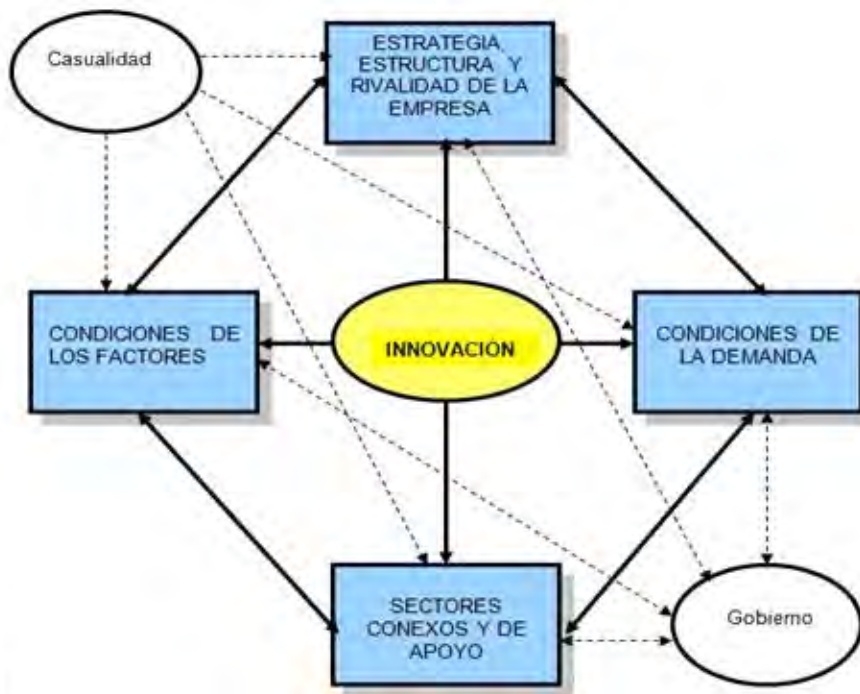 Casualidad
ESTRATEGIA,
ESTRUCTURA Y
RIVALIDAD DE LA
EMPRESA
CONDICIONES DE
LOS FACTORES
INNOVACIÓN
CONDICIONES DE
LA DEMANDA
SECTORES
CONEXOS Y DE
APOYO
Gobierno